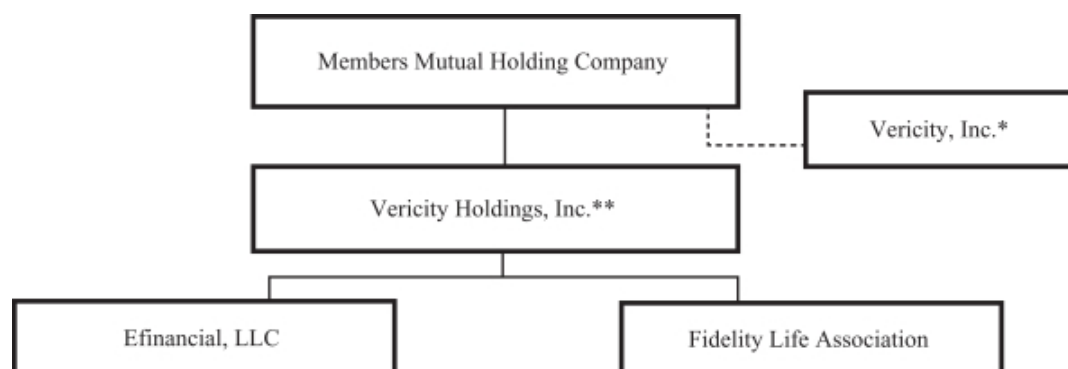 Members Mutual Holding Company
Vericity, Inc.*
Vericity Holdings, Inc.**
Efinancial, LLC
Fidelity Life Association